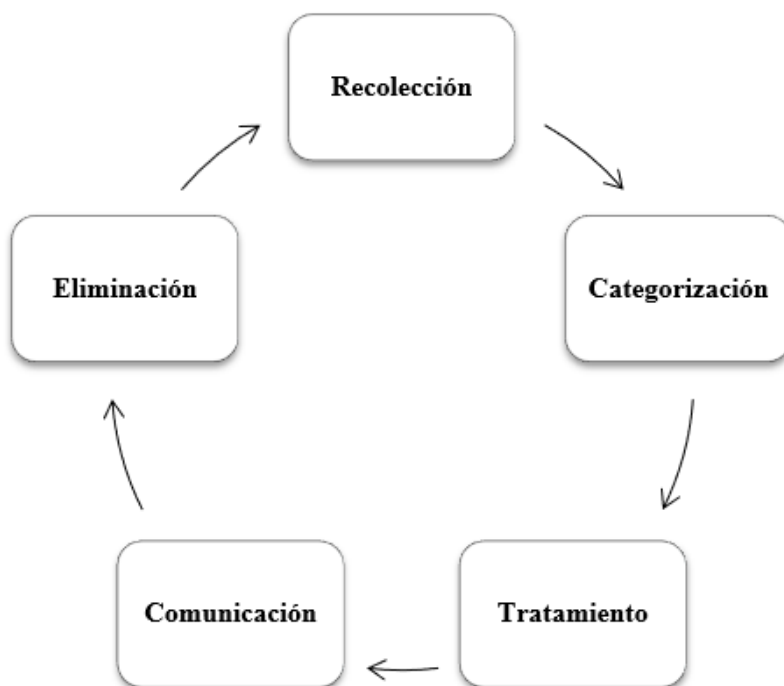 Recolección
Categorización
Tratamiento
Comunicación
Eliminación